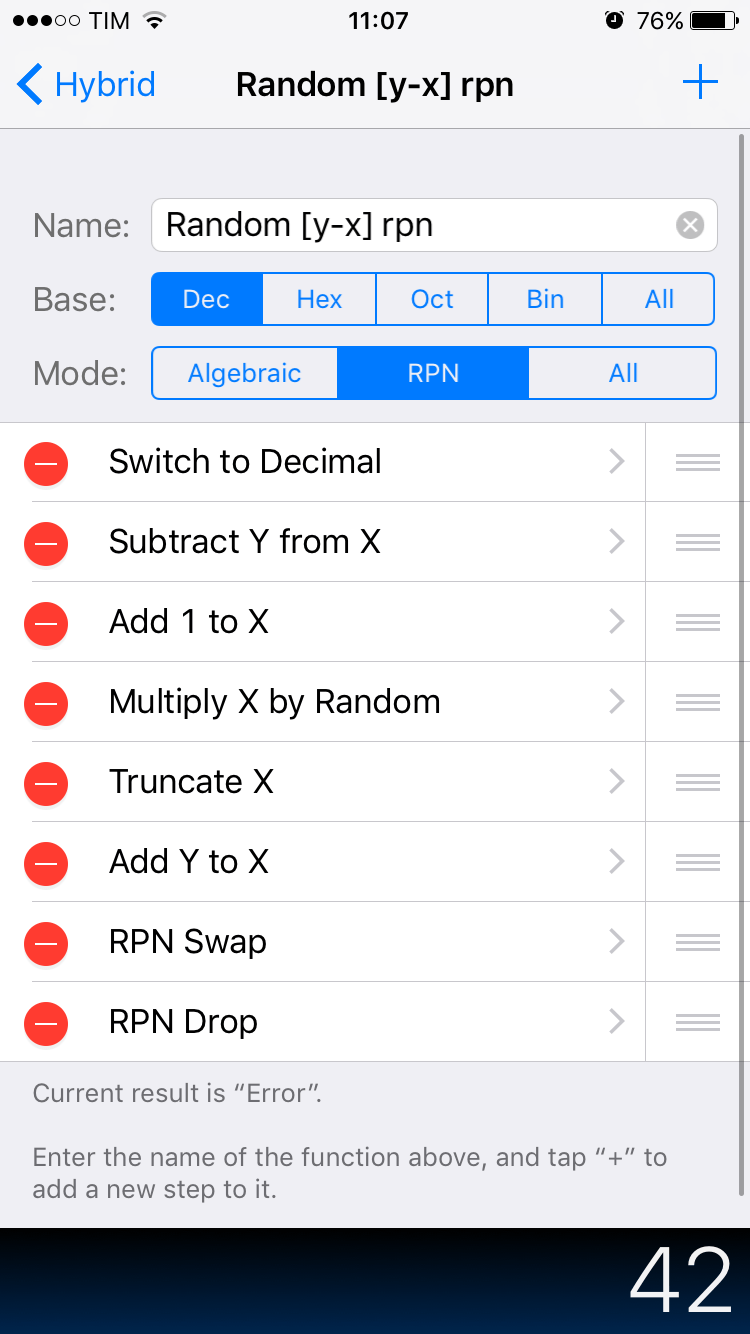 TIM 11:07 76%
Hybrid Random [y-x] rpn
Name: Random [y-x] rpn
Base: Dec Hex Oct Bin All
Mode: Algebraic RPN All
Switch to Decimal
Subtract Y from X
Add 1 to X
Multiply X by Random
Truncate X
Add Y to X
RPN Swap
RPN Drop
Current result is “Error”.
Enter the name of the function above, and tap “+” to
add a new step to it.
42